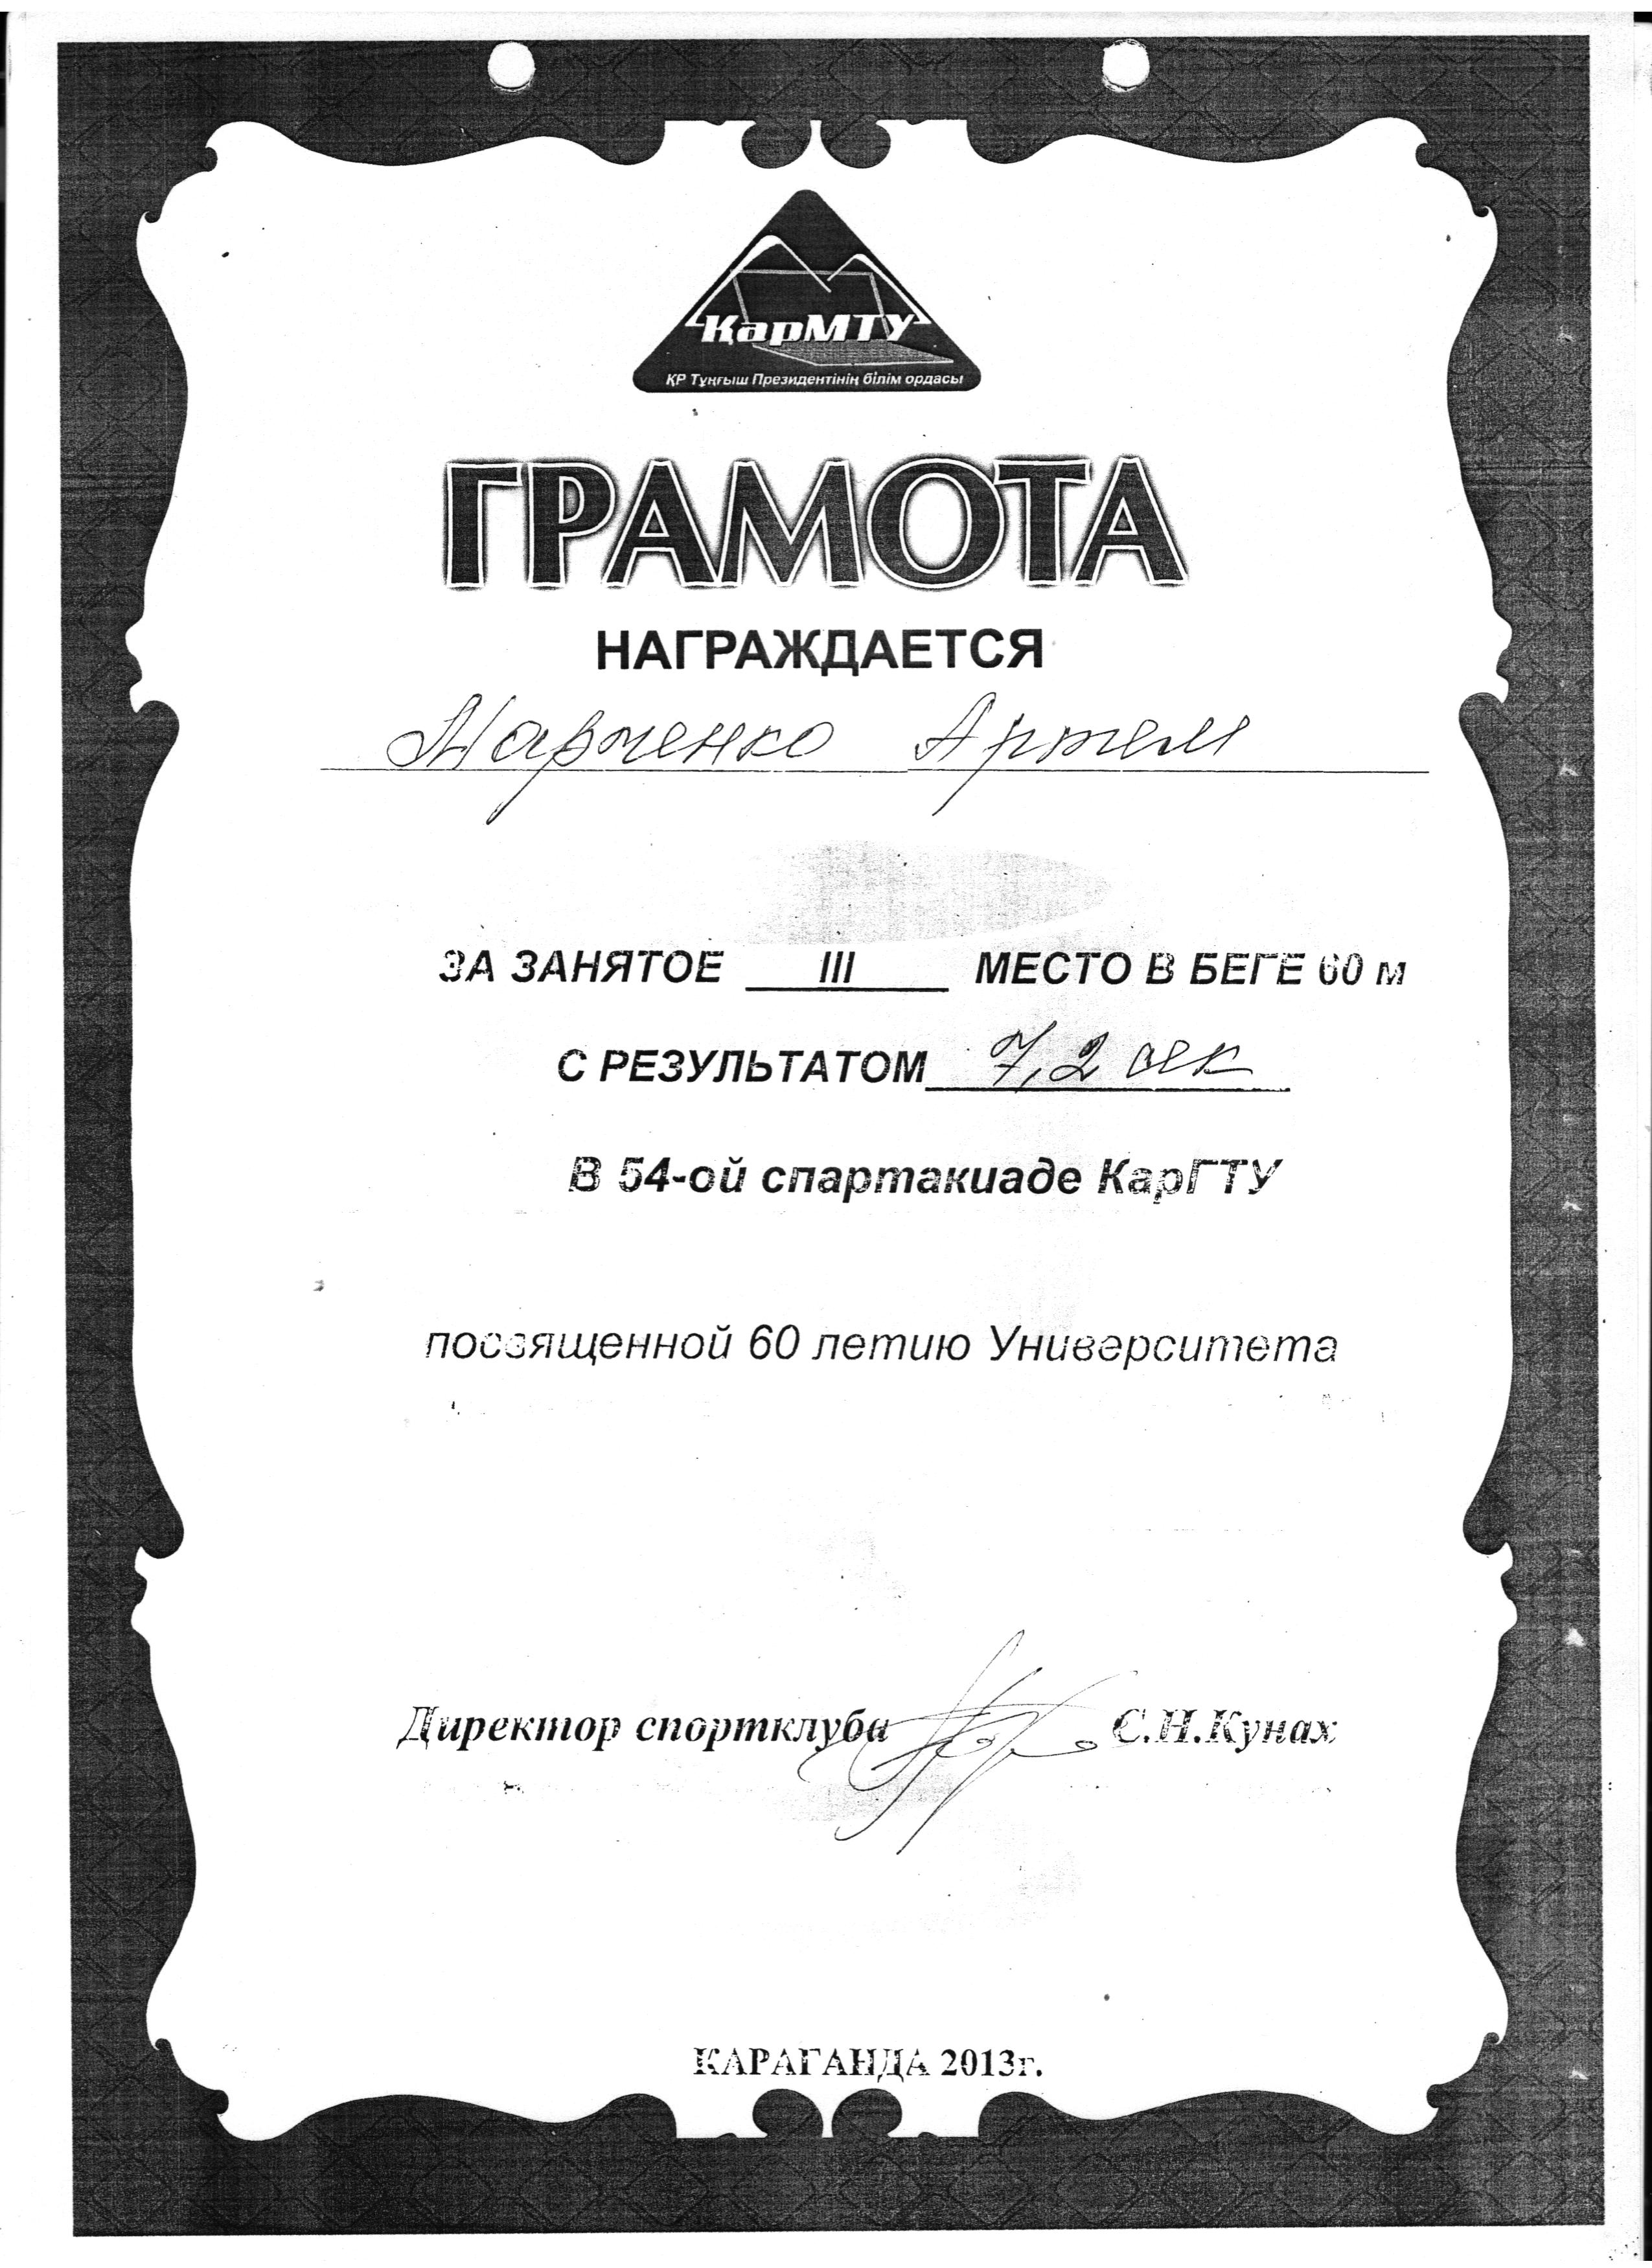 ҚарМТУ
ҚР Тұңғыш Президентінің білім ордасы
ГРАМОТА
НАГРАЖДАЕТСЯ
Марченко Артем
ЗА ЗАНЯТОЕ III МЕСТО В БЕГЕ 60 м
С РЕЗУЛЬТАТОМ 7,2 сек
В 54-ой спартакиаде КарГТУ
посвященной 60 летию Университета
Директор спортклуба С.Н.Кунах
КАРАГАНДА 2013г.